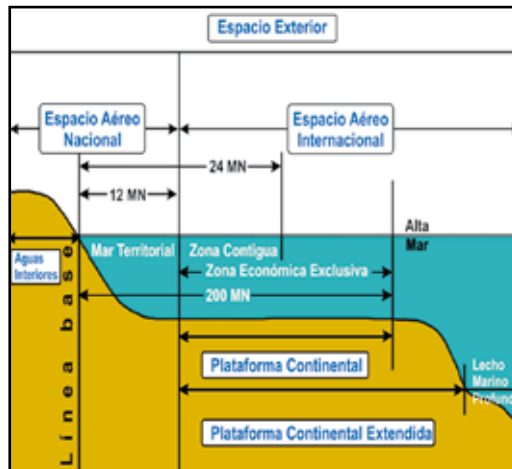 Espacio Exterior
Espacio Aéreo
Nacional
Espacio Aéreo
Internacional
24 MN
12 MN
Alta
Mar
Aguas
Interiores
Mar Territorial
Zona Contigua
Zona Económica Exclusiva
200 MN
Línea base
Plataforma Continental
Lecho
Marino
Profund
Plataforma Continental Extendida